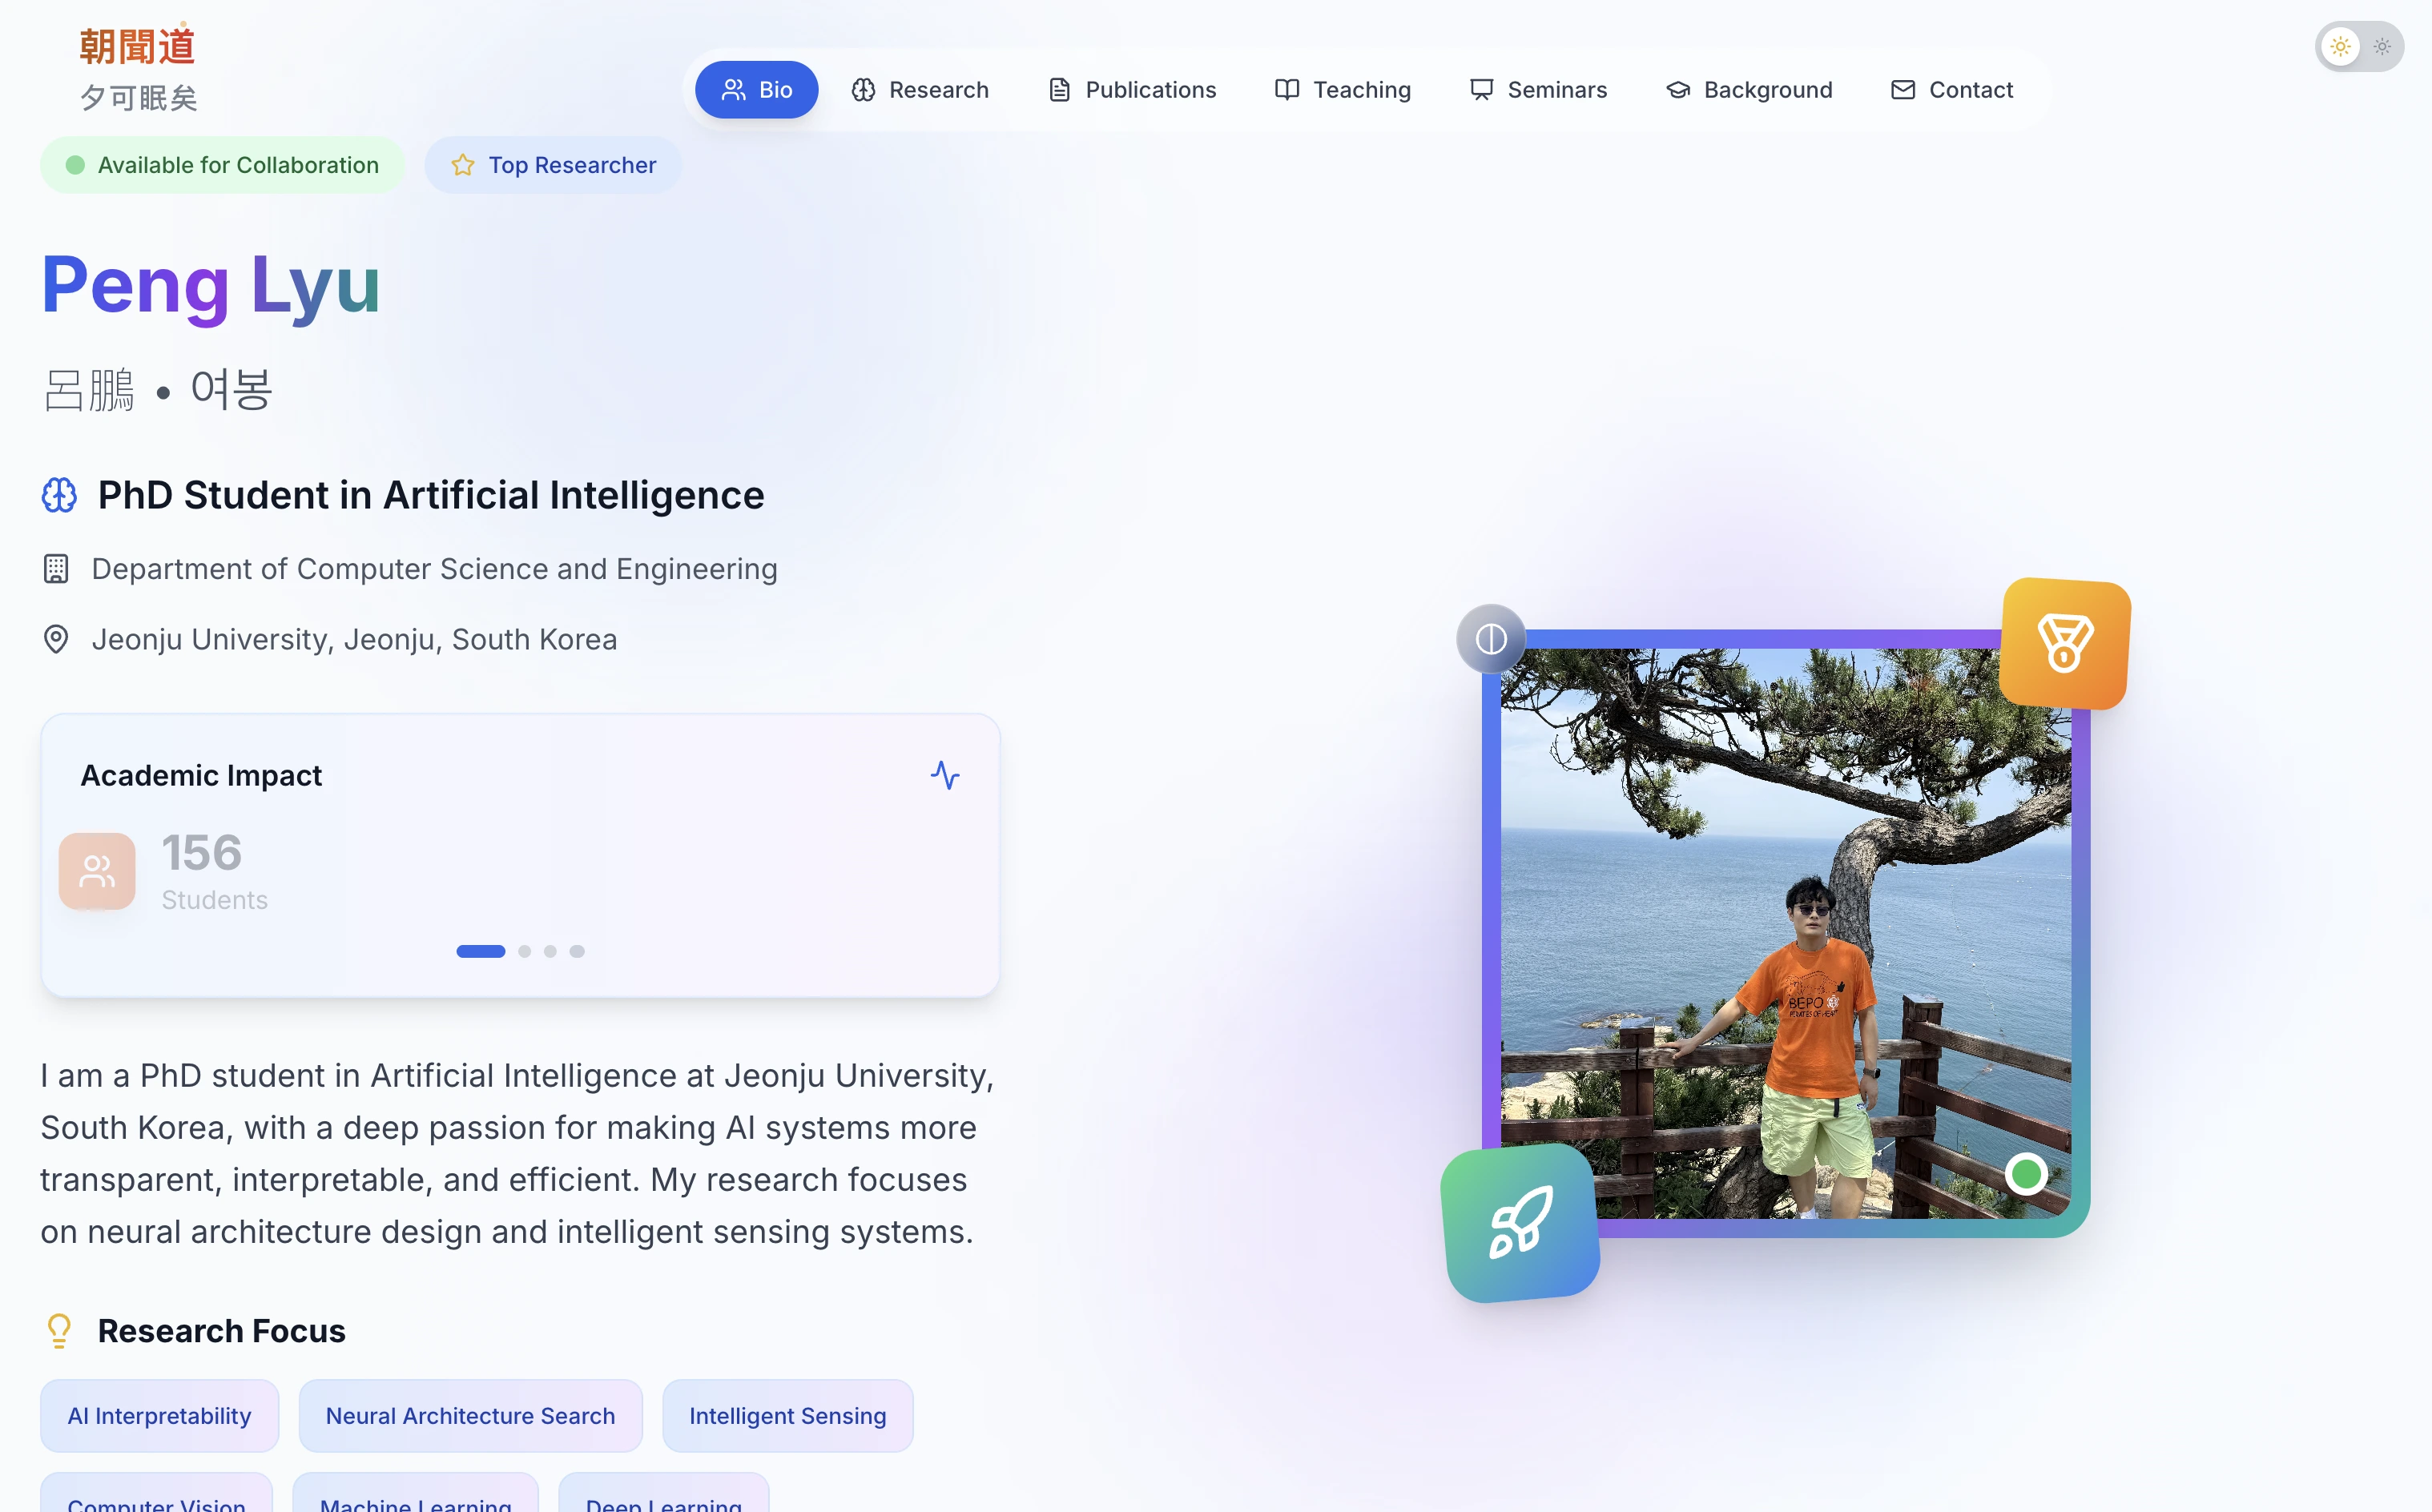 朝聞道
夕可眠矣
Bio
Research
Publications
Teaching
Seminars
Background
Contact
Available for Collaboration
Top Researcher
Peng Lyu
呂鵬 • 여봉
PhD Student in Artificial Intelligence
Department of Computer Science and Engineering
Jeonju University, Jeonju, South Korea
Academic Impact
156
Students
I am a PhD student in Artificial Intelligence at Jeonju University,
South Korea, with a deep passion for making AI systems more
transparent, interpretable, and efficient. My research focuses
on neural architecture design and intelligent sensing systems.
BEPO
PIRATES OF HEART
Research Focus
AI Interpretability
Neural Architecture Search
Intelligent Sensing
Computer Vision
Machine Learning
Deep Learning